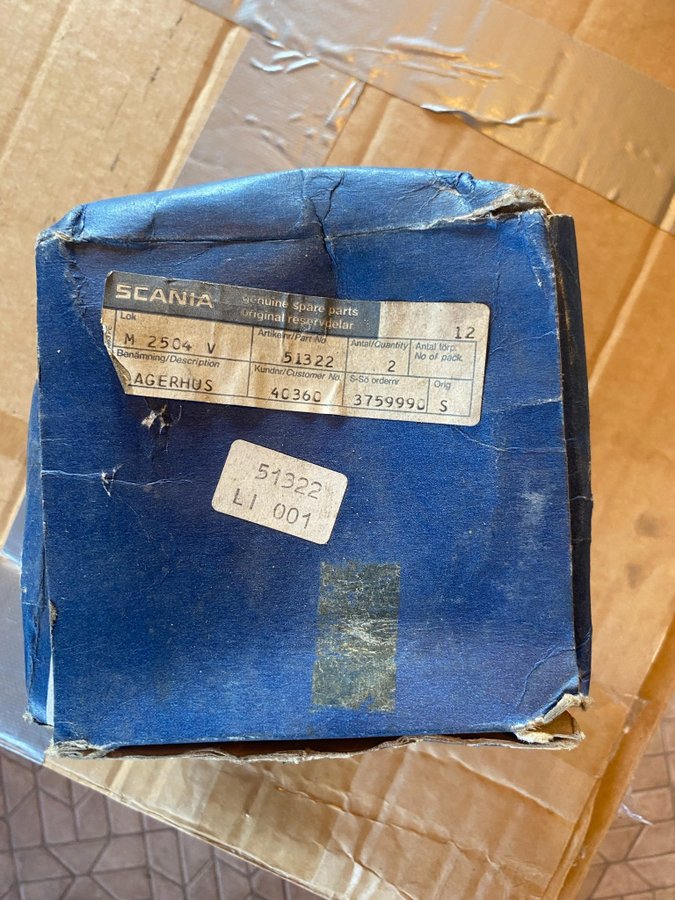 SCANIA
genuine spare parts
original reservdelar
12
Lok
M 2504 V
Artikelnr/Part No
51322
Antal/Quantity
2
Antal förp.
No of pack.
Benämning/Description
AGERHUS
Kundnr/Customer No.
40360
S-So ordernr
3759990
Orig
S
51322
LI 001